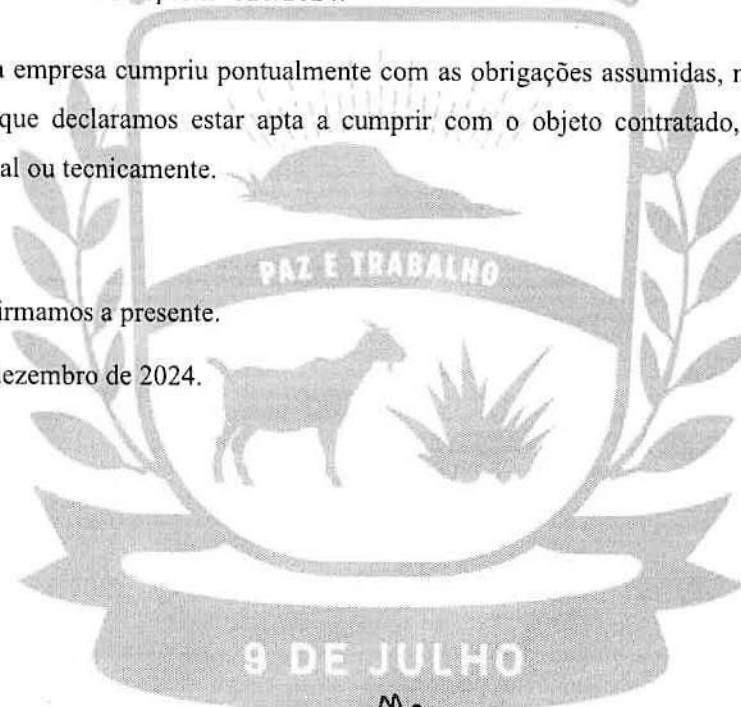 a empresa cumpriu pontualmente com as obrigações assumidas,
que declaramos estar apta a cumprir com o objeto contratado,
al ou tecnicamente.
PAZ E TRABALHO
irmamos a presente.
dezembro de 2024.
9 DE JULHO